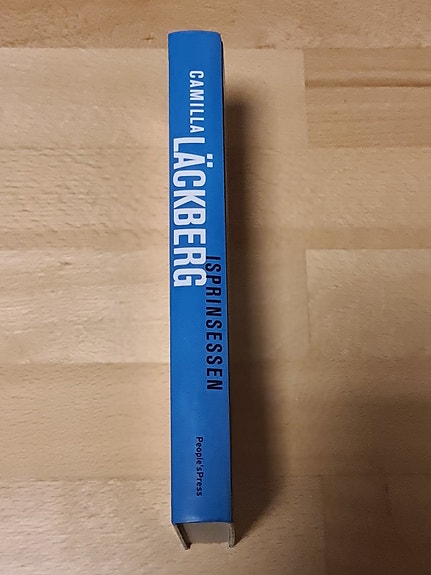 CAMILLA
LÄCKBERG
ISPRINSESSEN
People'sPress